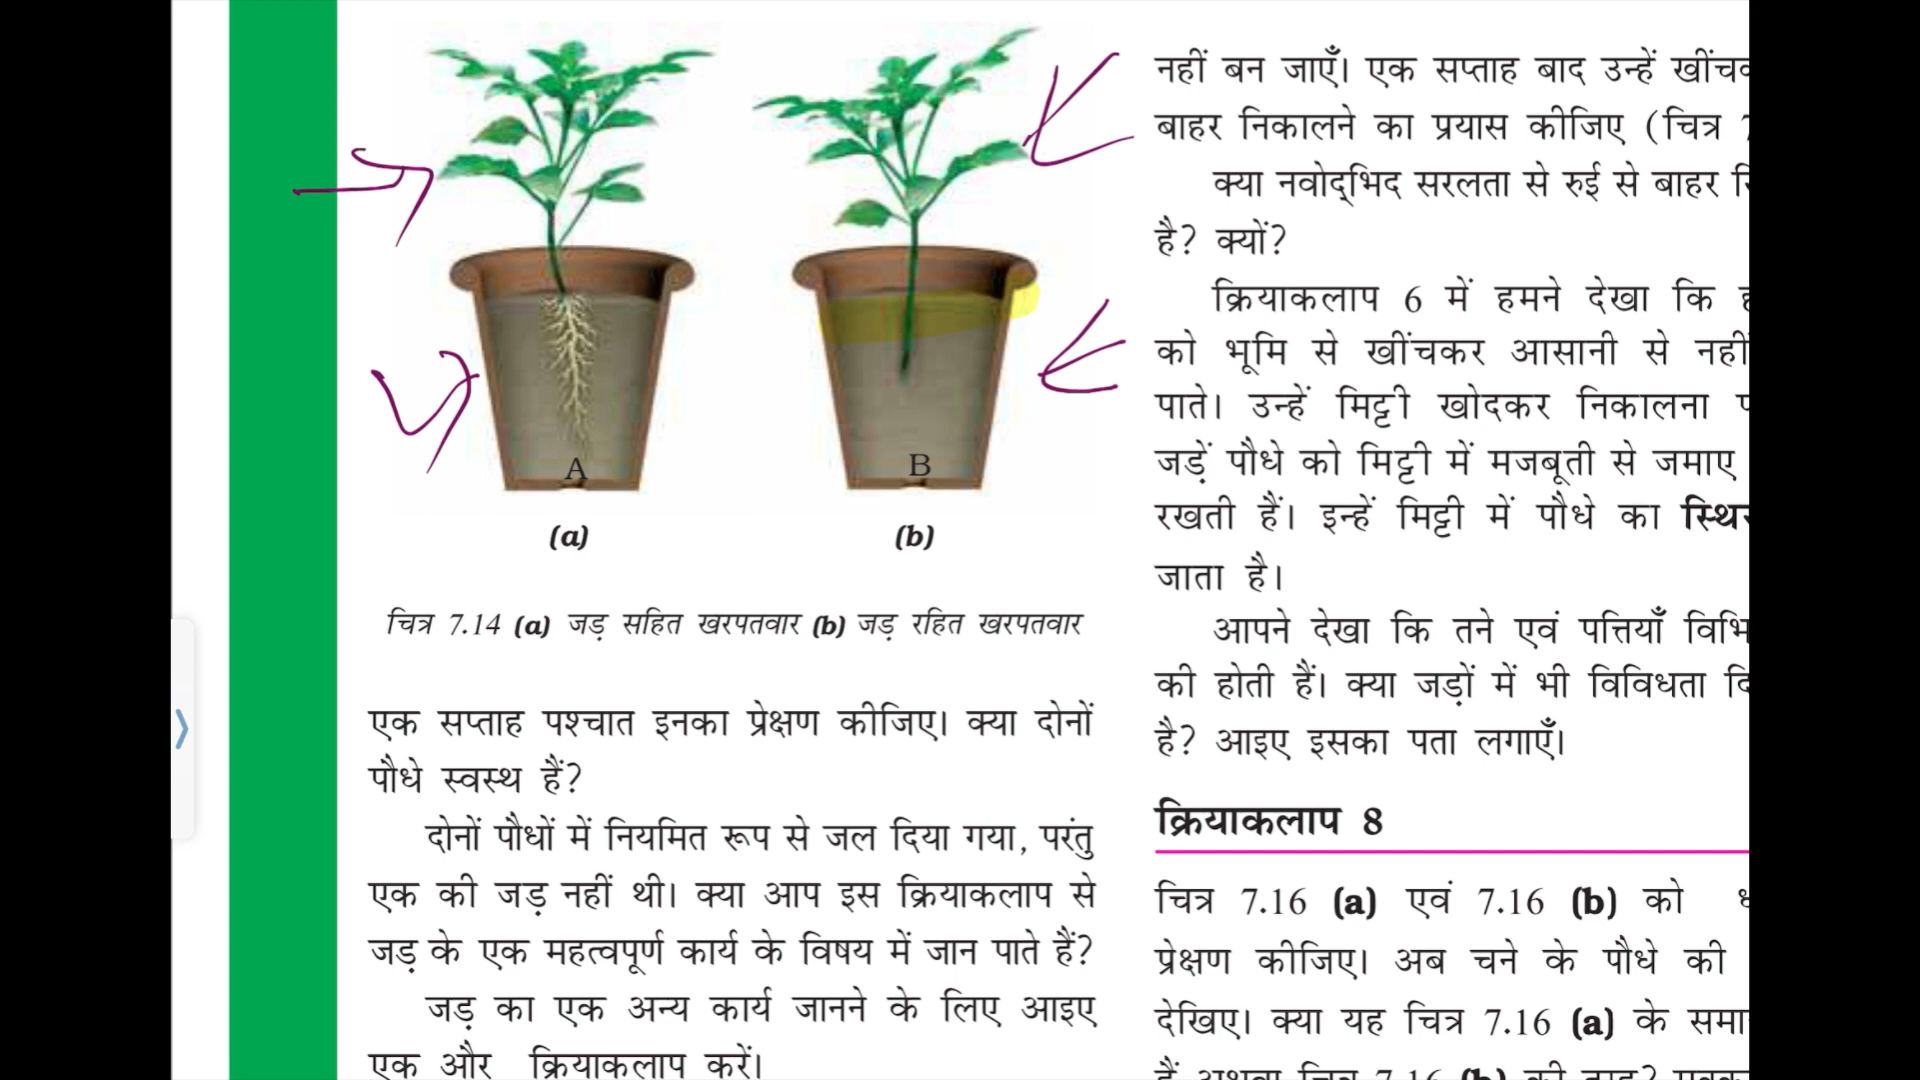 A
B
(a)
(b)
चित्र 7.14 (a) जड़ सहित खरपतवार (b) जड़ रहित खरपतवार
एक सप्ताह पश्चात इनका प्रेक्षण कीजिए। क्या दोनों
पौधे स्वस्थ हैं?
दोनों पौधों में नियमित रूप से जल दिया गया, परंतु
एक की जड़ नहीं थी। क्या आप इस क्रियाकलाप से
जड़ के एक महत्वपूर्ण कार्य के विषय में जान पाते हैं?
जड़ का एक अन्य कार्य जानने के लिए आइए
एक और क्रियाकलाप करें।
नहीं बन जाएँ। एक सप्ताह बाद उन्हें
बाहर निकालने का प्रयास कीजिए (चित्र
क्या नवोद्भिद सरलता से रुई से बाहर
है? क्यों?
क्रियाकलाप 6 में हमने देखा कि
को भूमि से खींचकर आसानी से नहीं
पाते। उन्हें मिट्टी खोदकर निकालना
जड़ें पौधे को मिट्टी में मजबूती से जमाए
रखती हैं। इन्हें मिट्टी में पौधे का
जाता है।
आपने देखा कि तने एवं पत्तियाँ
की होती हैं। क्या जड़ों में भी विविधता
है? आइए इसका पता लगाएँ।
क्रियाकलाप 8
चित्र 7.16 (a) एवं 7.16 (b) को
प्रेक्षण कीजिए। अब चने के पौधे की
देखिए। क्या यह चित्र 7.16 (a) के